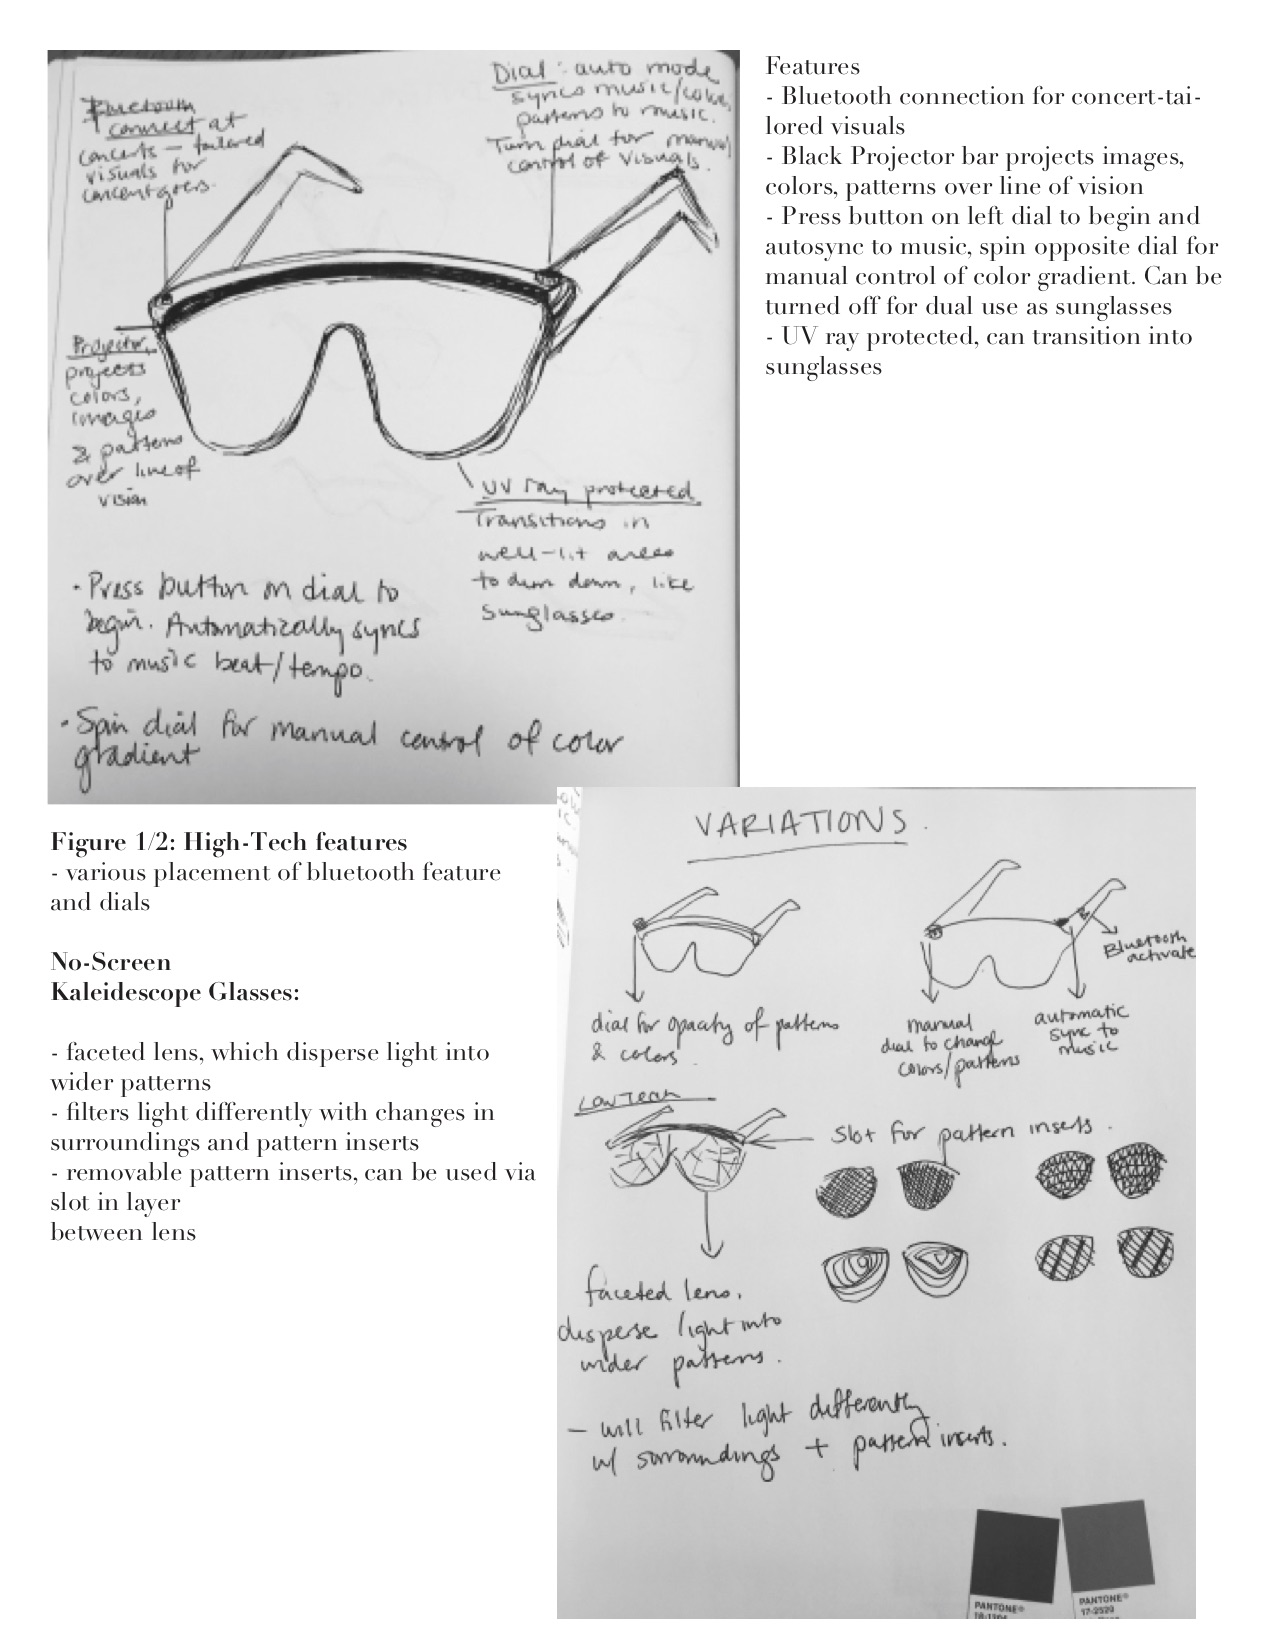 Bluetooth
connect at
concerts — tailored
visuals for
concertgoers.
Dial: auto mode
syncs music/color,
patterns to music.
Turn dial for manual
control of visuals.
Projector,
projects
colors,
images
& patterns
over line of
vision
UV ray protected
Transitions in
well-lit areas
to dim down, like
sunglasses.
· Press button on dial to
begin. Automatically syncs
to music beat/tempo.
· Spin dial for manual control of color
gradient
Features
- Bluetooth connection for concert-tai-
lored visuals
- Black Projector bar projects images,
colors, patterns over line of vision
- Press button on left dial to begin and
autosync to music, spin opposite dial for
manual control of color gradient. Can be
turned off for dual use as sunglasses
- UV ray protected, can transition into
sunglasses
Figure 1/2: High-Tech features
- various placement of bluetooth feature
and dials
No-Screen
Kaleidescope Glasses:
- faceted lens, which disperse light into
wider patterns
- filters light differently with changes in
surroundings and pattern inserts
- removable pattern inserts, can be used via
slot in layer
between lens
VARIATIONS.
dial for opacity of patterns
& colors.
Bluetooth
activate
manual
dial to change
colors/patterns
automatic
sync to
music
Low Tech
Slot for pattern inserts.
faceted lens.
disperse light into
wider patterns.
— will filter light differently
w/ surroundings + pattern inserts.
PANTONE®
PANTONE®
17-2520